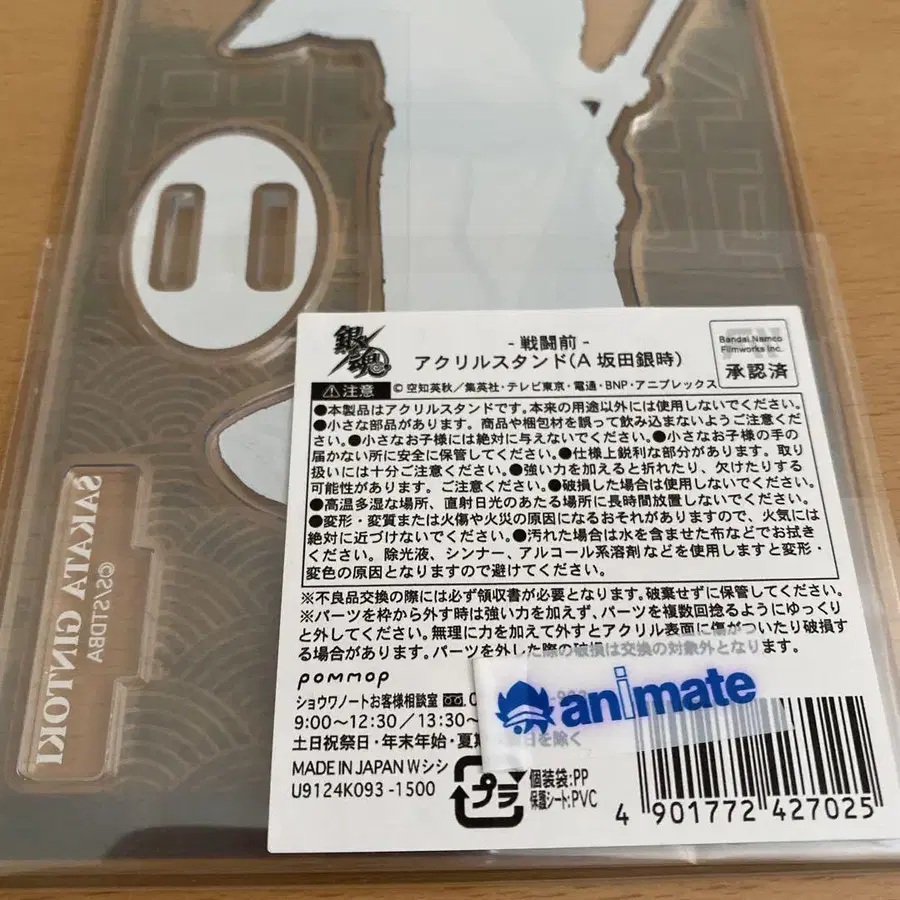 銀魂
- 戦闘前 -
アクリルスタンド(A 坂田銀時)
Bandai Namco
Filmworks Inc.
承認済
⚠注意
©空知英秋／集英社・テレビ東京・電通・BNP・アニプレックス
●本製品はアクリルスタンドです。本来の用途以外には使用しないでください。
●小さな部品があります。商品や梱包材を誤って飲み込まないようご注意くださ
い。●小さなお子様には絶対に与えないでください。●小さなお子様の手の
届かない所に安全に保管してください。●仕様上鋭利な部分があります。取り
扱いには十分ご注意ください。●強い力を加えると折れたり、欠けたりする
可能性があります。ご注意ください。●破損した場合は使用しないでください。
●高温多湿な場所、直射日光のあたる場所に長時間放置しないでください。
●変形・変質または火傷や火災の原因になるおそれがありますので、火気には
絶対に近づけないでください。●汚れた場合は水を含ませた布などでお拭き
ください。除光液、シンナー、アルコール系溶剤などを使用しますと変形・
変色の原因となりますので避けてください。
※不良品交換の際には必ず領収書が必要となります。破棄せずに保管してください。
※パーツを枠から外す時は強い力を加えず、パーツを複数回捻るようにゆっくり
と外してください。無理に力を加えて外すとアクリル表面に傷がついたり破損す
る場合があります。パーツを外した際の破損は交換の対象外となります。
pommop
ショウワノートお客様相談室
9:00〜12:30／13:30〜
土日祝祭日・年末年始・夏期 を除く
animate
MADE IN JAPAN Wシシ
U9124K093 -1500
プラ
個装袋:PP
保護シート:PVC
4 901772 427025
SAKATA GINTOKI
©S/STDBA